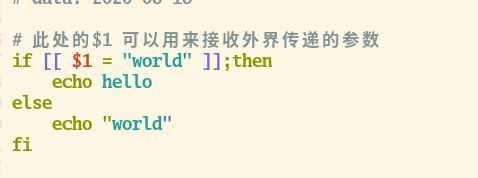 # 此处的$1 可以用来接收外界传递的参数
if [[ $1 = "world" ]];then
    echo hello
else
    echo "world"
fi